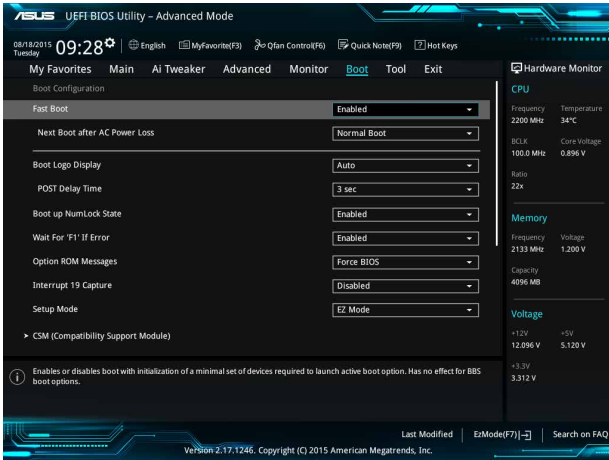 ASUS UEFI BIOS Utility – Advanced Mode
08/18/2015 Tuesday 09:28 English MyFavorite(F3) Qfan Control(F6) Quick Note(F9) ? Hot Keys
My Favorites Main Ai Tweaker Advanced Monitor Boot Tool Exit
Boot Configuration
Fast Boot Enabled
Next Boot after AC Power Loss Normal Boot
Boot Logo Display Auto
POST Delay Time 3 sec
Boot up NumLock State Enabled
Wait For 'F1' If Error Enabled
Option ROM Messages Force BIOS
Interrupt 19 Capture Disabled
Setup Mode EZ Mode
> CSM (Compatibility Support Module)
i Enables or disables boot with initialization of a minimal set of devices required to launch active boot option. Has no effect for BBS
boot options.
Hardware Monitor
CPU
Frequency Temperature
2200 MHz 34°C
BCLK Core Voltage
100.0 MHz 0.896 V
Ratio
22x
Memory
Frequency Voltage
2133 MHz 1.200 V
Capacity
4096 MB
Voltage
+12V +5V
12.096 V 5.120 V
+3.3V
3.312 V
Last Modified EzMode(F7)| Search on FAQ
Version 2.17.1246. Copyright (C) 2015 American Megatrends, Inc.